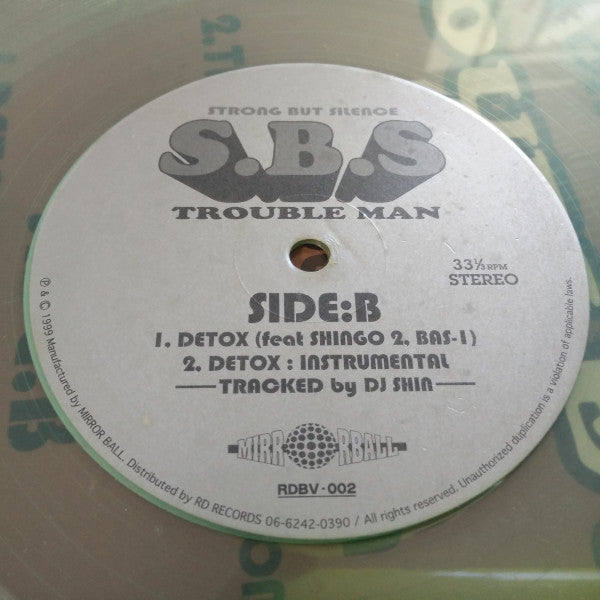 STRONG BUT SILENCE
S.B.S
TROUBLE MAN
33 1/3 RPM
STEREO
SIDE:B
1. DETOX (feat SHINGO 2, BAS-1)
2. DETOX : INSTRUMENTAL
TRACKED by DJ SHIN
MIRRORBALL
RDBV-002
℗ & © 1999 Manufactured by MIRROR BALL. Distributed by RD RECORDS 06-6242-0390 / All rights reserved. Unauthorized duplication is a violation of applicable laws.